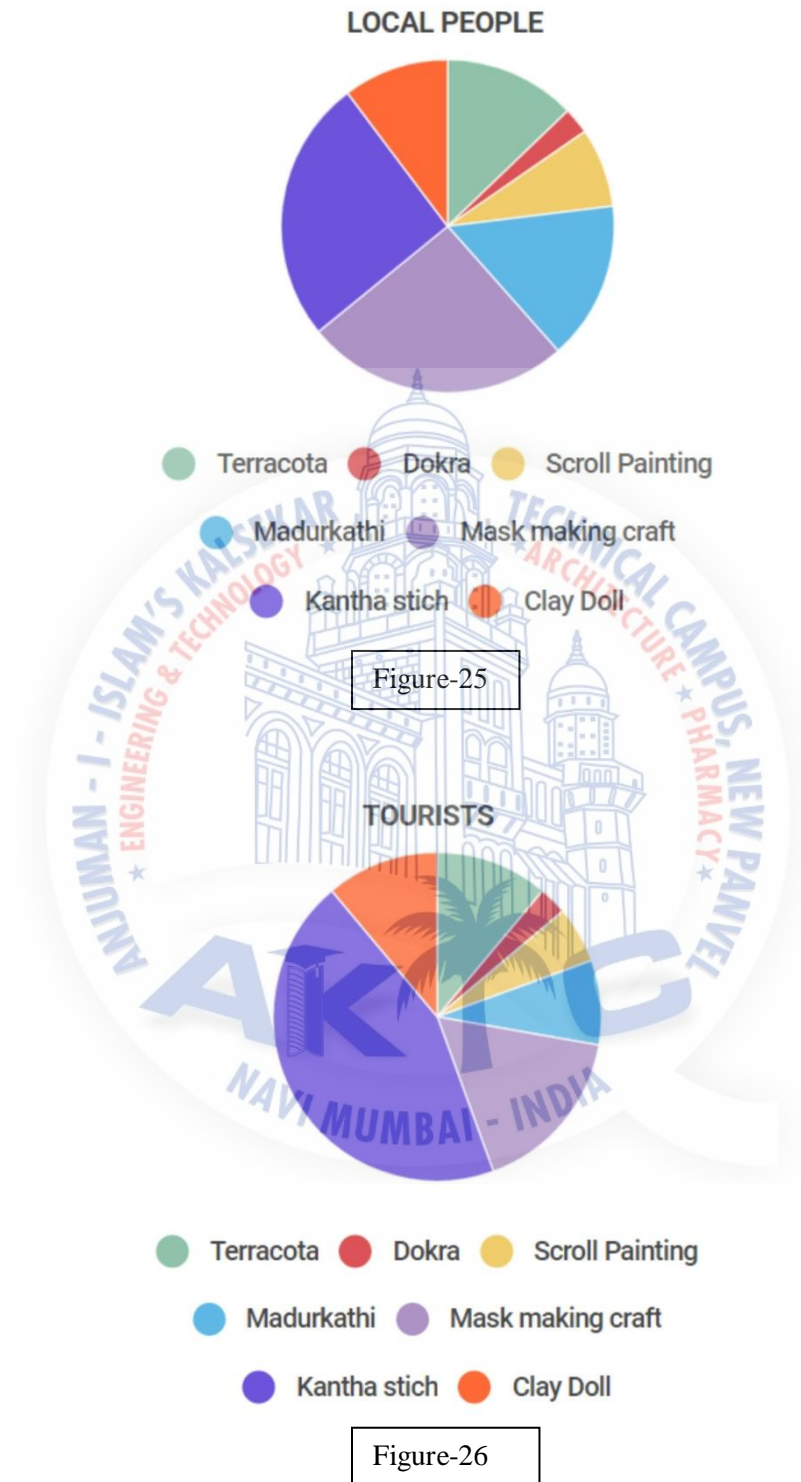 LOCAL PEOPLE
Terracota Dokra Scroll Painting
Madurkathi Mask making craft
Kantha stich Clay Doll
Figure-25
ANJUMAN - I - ISLAM'S KALSEKAR TECHNICAL CAMPUS, NEW PANVEL
★ ENGINEERING & TECHNOLOGY ★ ★ ARCHITECTURE ★ PHARMACY ★
TOURISTS
AKTC
NAVI MUMBAI - INDIA
Terracota Dokra Scroll Painting
Madurkathi Mask making craft
Kantha stich Clay Doll
Figure-26